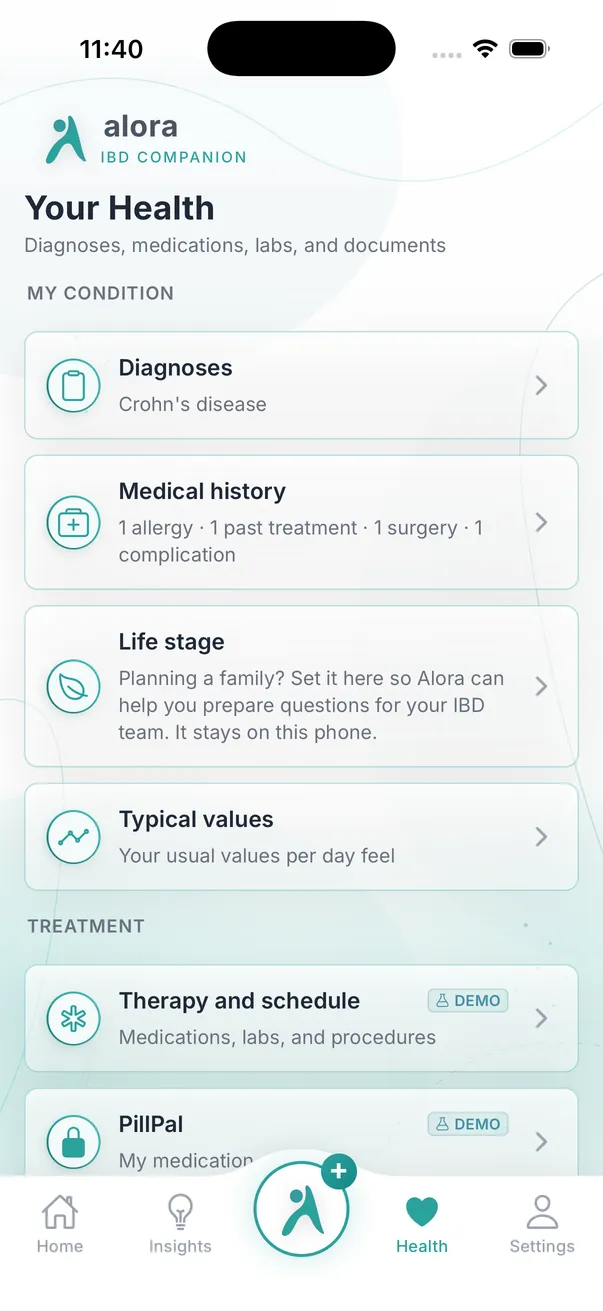 11:40
alora
IBD COMPANION
Your Health
Diagnoses, medications, labs, and documents
MY CONDITION
Diagnoses
Crohn's disease
Medical history
1 allergy · 1 past treatment · 1 surgery · 1
complication
Life stage
Planning a family? Set it here so Alora can
help you prepare questions for your IBD
team. It stays on this phone.
Typical values
Your usual values per day feel
TREATMENT
Therapy and schedule
DEMO
Medications, labs, and procedures
PillPal
DEMO
My medication
Home
Insights
Health
Settings